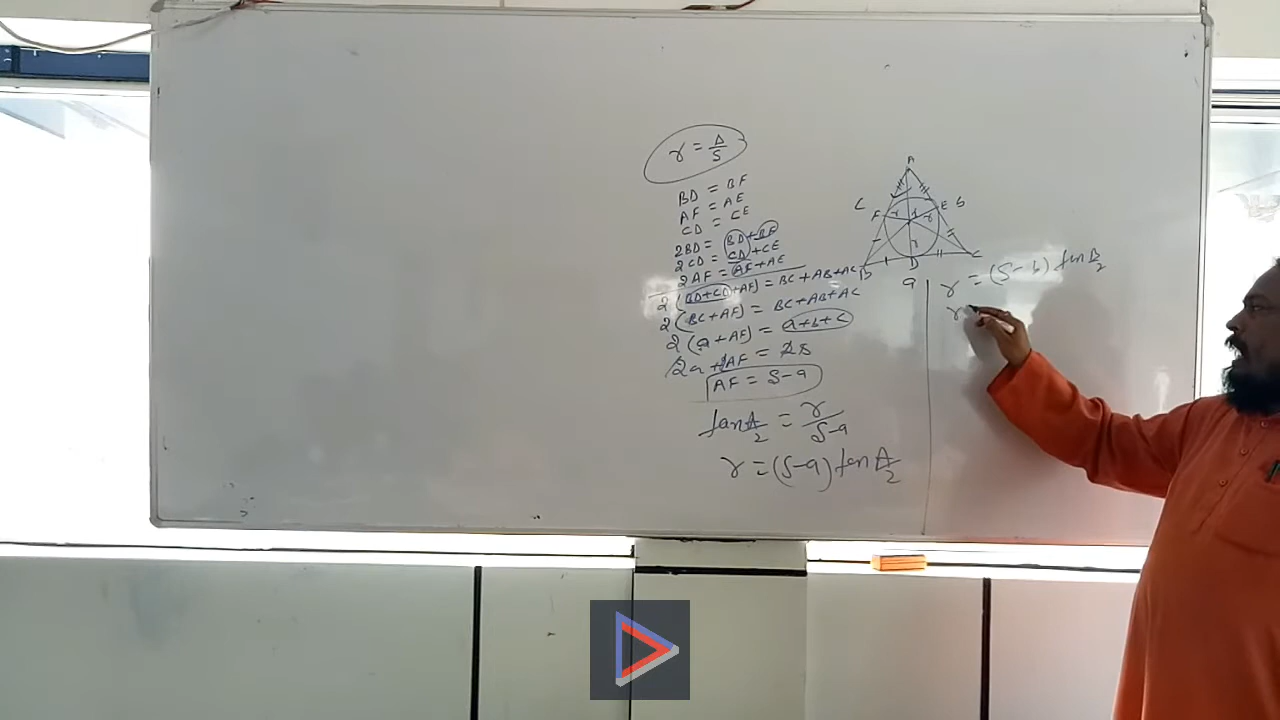 r = Δ/S
BD = BF
AF = AE
CD = CE
2BD = BD+BF
2CD = CD+CE
2AF = AF+AE
2(BD+CD+AF) = BC+AB+AC
2(BC+AF) = BC+AB+AC
2(a+AF) = a+b+c
2a+2AF = 2s
AF = S-a
tan A/2 = r/S-a
r = (S-a) tan A/2
A
C
F
r
r
r
E
b
B
D
C
a
r = (S-b) tan B/2
r =